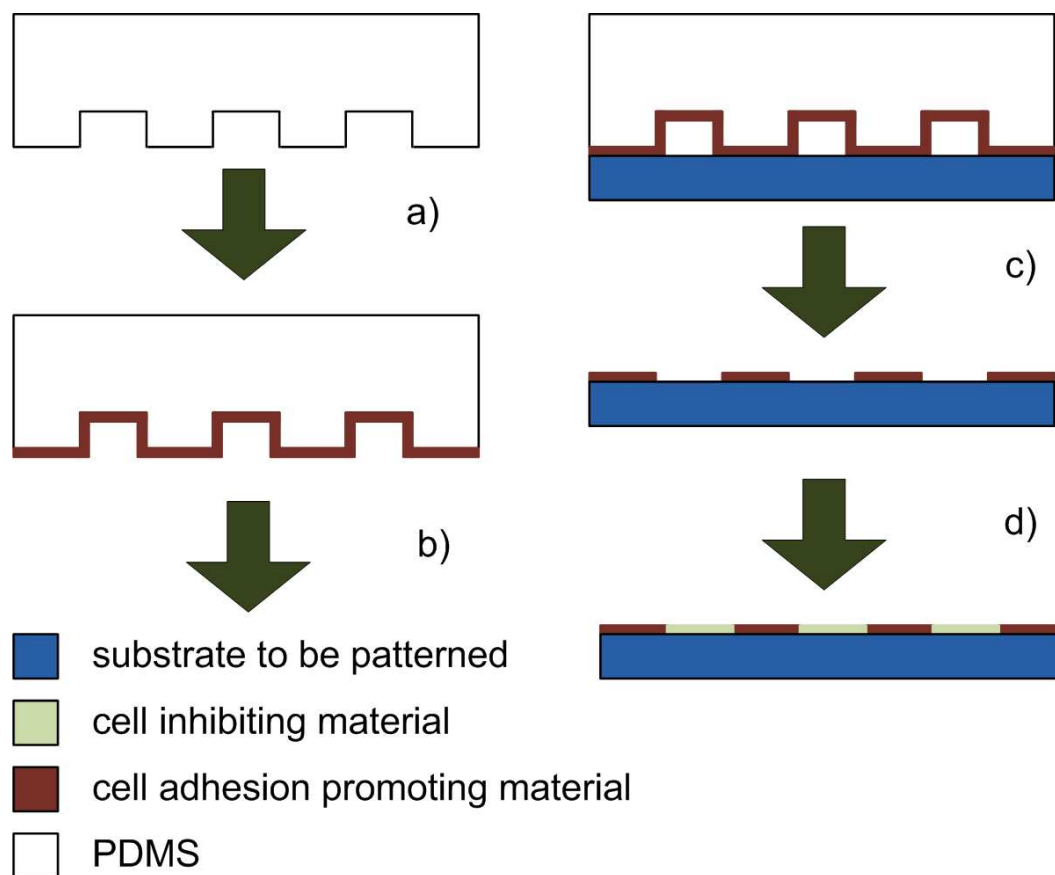 a)
b)
c)
d)
substrate to be patterned
cell inhibiting material
cell adhesion promoting material
PDMS